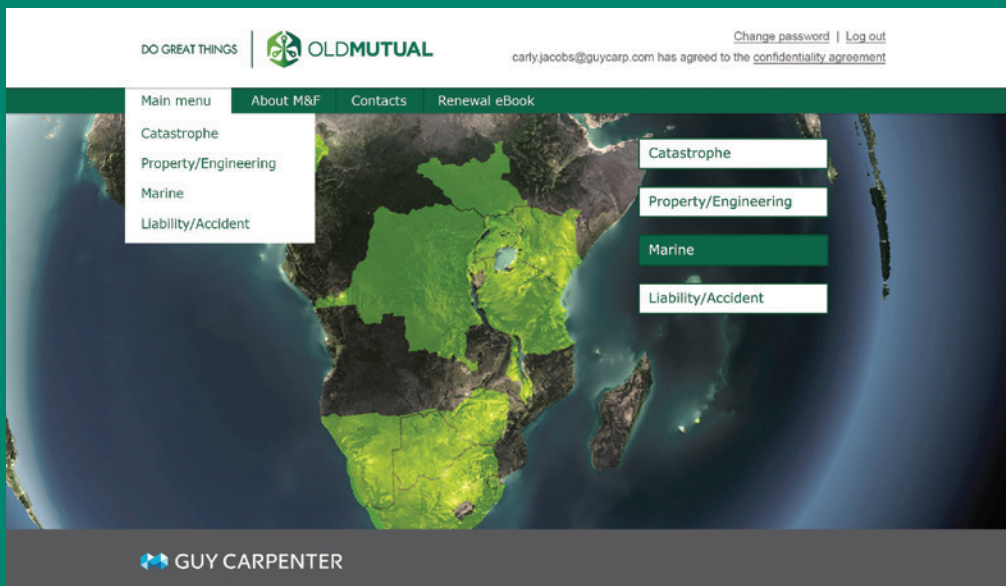 DO GREAT THINGS
OLDMUTUAL
Change password | Log out
carly.jacobs@guycarp.com has agreed to the confidentiality agreement
Main menu About M&F Contacts Renewal eBook
Catastrophe
Property/Engineering
Marine
Liability/Accident
Catastrophe
Property/Engineering
Marine
Liability/Accident
GUY CARPENTER